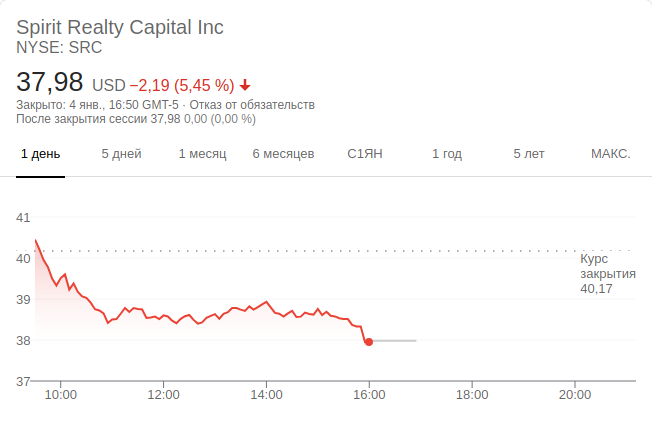 Spirit Realty Capital Inc
NYSE: SRC
37,98 USD −2,19 (5,45 %)
Закрыто: 4 янв., 16:50 GMT-5 · Отказ от обязательств
После закрытия сессии 37,98 0,00 (0,00 %)
1 день 5 дней 1 месяц 6 месяцев С1ЯН 1 год 5 лет МАКС.
41
40
39
38
37
Курс
закрытия
40,17
10:00 12:00 14:00 16:00 18:00 20:00